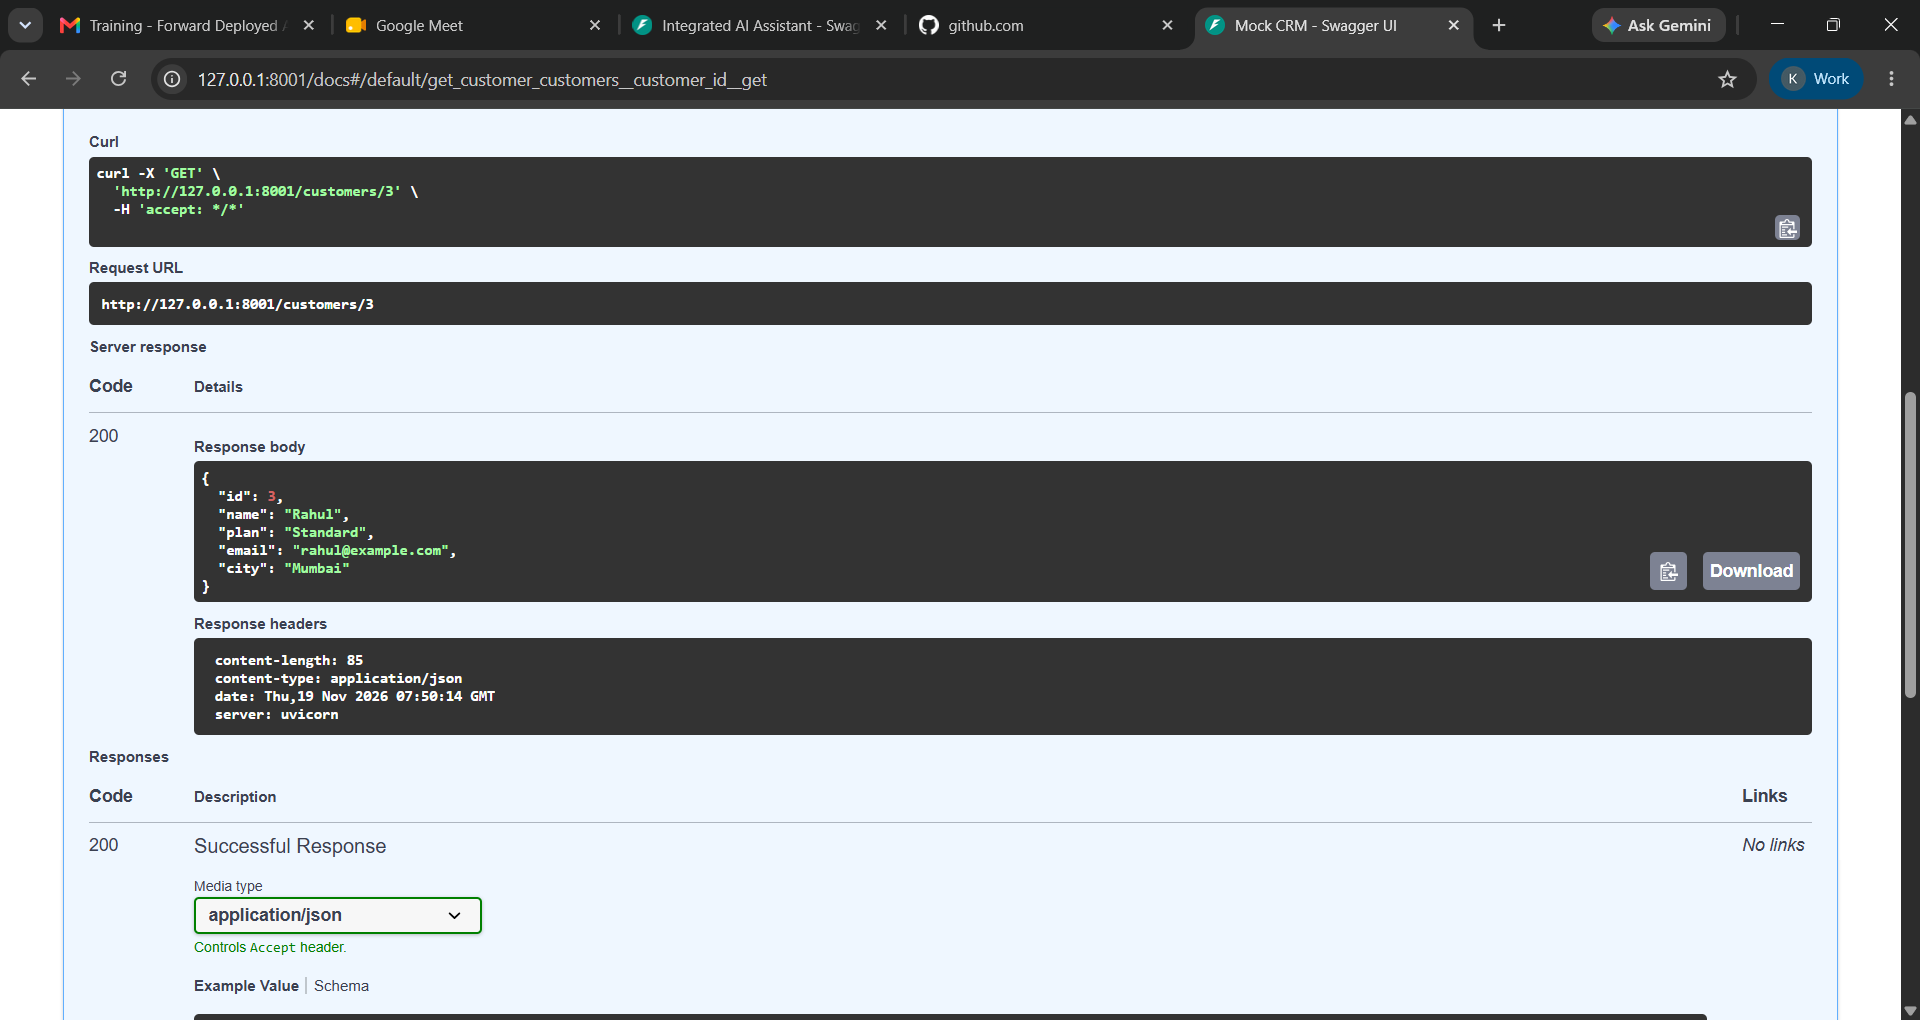 Training - Forward Deployed
Google Meet
Integrated AI Assistant - Swag
github.com
Mock CRM - Swagger UI
Ask Gemini
127.0.0.1:8001/docs#/default/get_customer_customers__customer_id__get
K Work
Curl
curl -X 'GET' \
'http://127.0.0.1:8001/customers/3' \
-H 'accept: */*'
Request URL
http://127.0.0.1:8001/customers/3
Server response
Code Details
200
Response body
{
"id": 3,
"name": "Rahul",
"plan": "Standard",
"email": "rahul@example.com",
"city": "Mumbai"
}
Download
Response headers
content-length: 85
content-type: application/json
date: Thu,19 Nov 2026 07:50:14 GMT
server: uvicorn
Responses
Code Description Links
200 Successful Response No links
Media type
application/json
Controls Accept header.
Example Value Schema